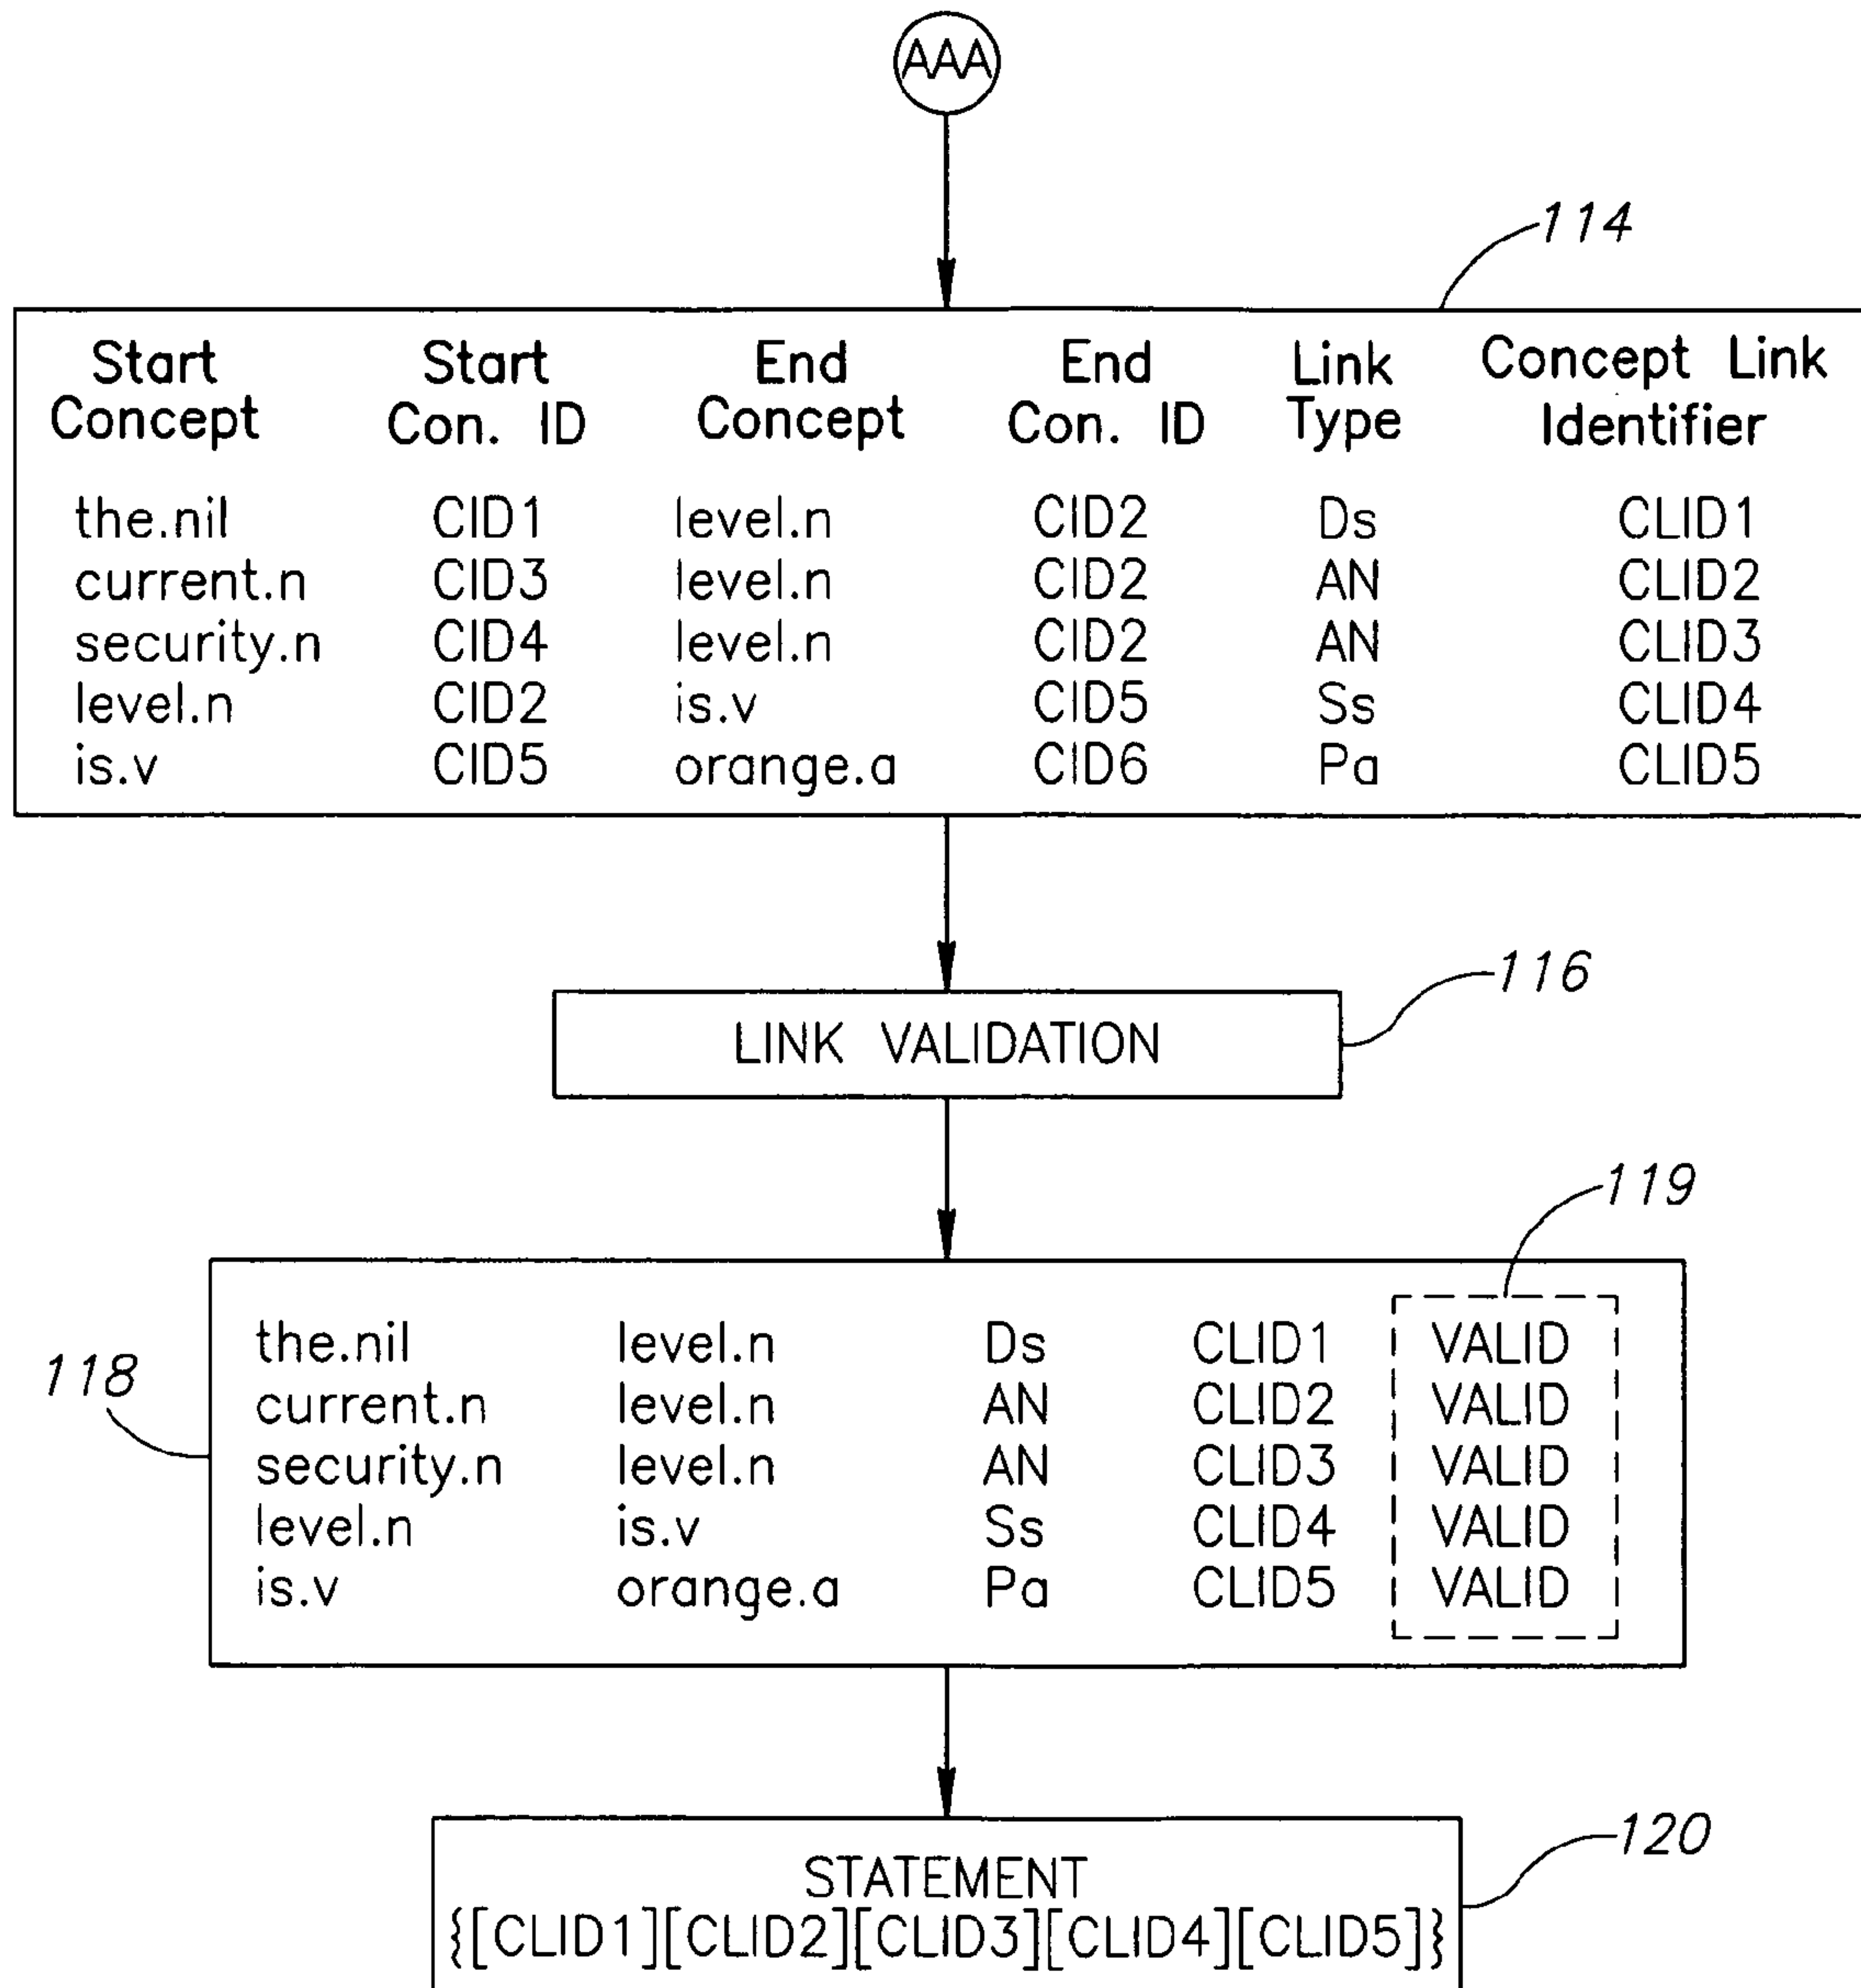 AAA
114
Start Start End End Link Concept Link
Concept Con. ID Concept Con. ID Type Identifier
the.nil CID1 level.n CID2 Ds CLID1
current.n CID3 level.n CID2 AN CLID2
security.n CID4 level.n CID2 AN CLID3
level.n CID2 is.v CID5 Ss CLID4
is.v CID5 orange.a CID6 Pa CLID5
116
LINK VALIDATION
119
118
the.nil level.n Ds CLID1 VALID
current.n level.n AN CLID2 VALID
security.n level.n AN CLID3 VALID
level.n is.v Ss CLID4 VALID
is.v orange.a Pa CLID5 VALID
120
STATEMENT
{[CLID1][CLID2][CLID3][CLID4][CLID5]}